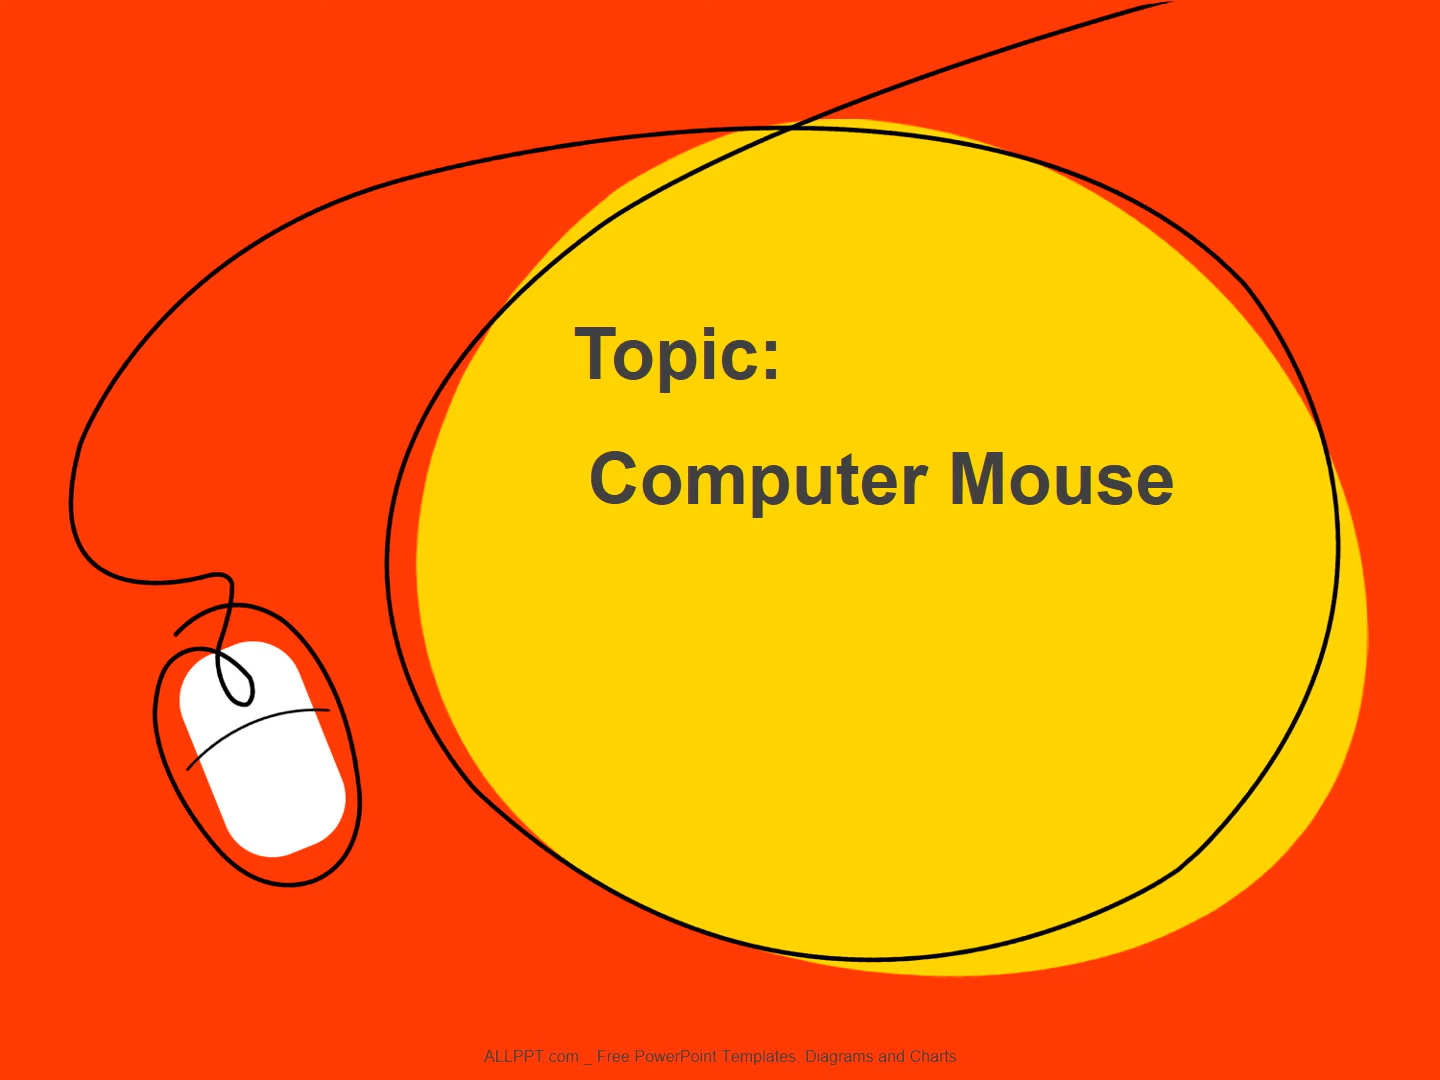 Topic:
Computer Mouse
ALLPPT.com _ Free PowerPoint Templates, Diagrams and Charts